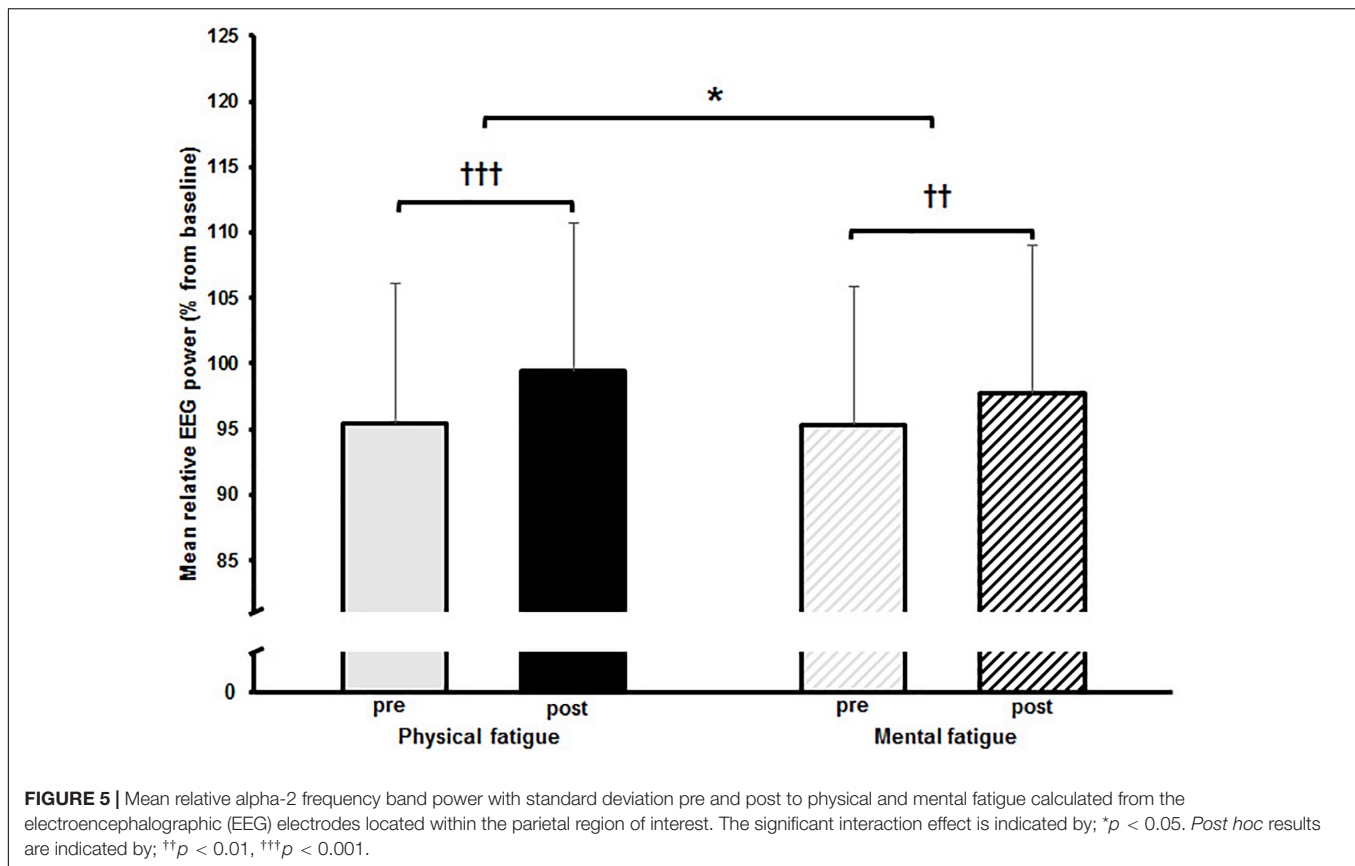 125
120
115
110
105
100
95
90
85
0
Mean relative EEG power (% from baseline)
*
†††
††
pre post pre post
Physical fatigue Mental fatigue
FIGURE 5 | Mean relative alpha-2 frequency band power with standard deviation pre and post to physical and mental fatigue calculated from the
electroencephalographic (EEG) electrodes located within the parietal region of interest. The significant interaction effect is indicated by; *p < 0.05. Post hoc results
are indicated by; ††p < 0.01, †††p < 0.001.